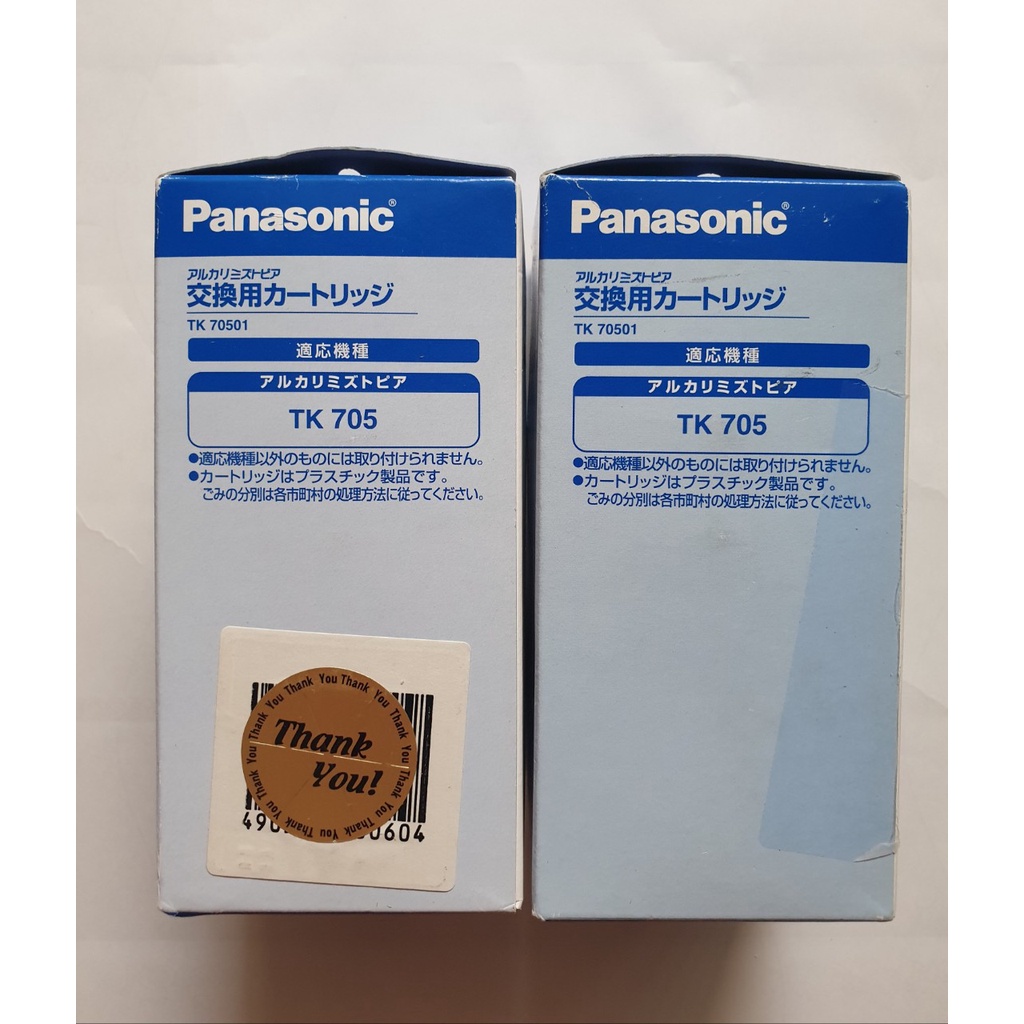 Panasonic®
アルカリミズトピア
交換用カートリッジ
TK 70501
適応機種
アルカリミズトピア
TK 705
●適応機種以外のものには取り付けられません。
●カートリッジはプラスチック製品です。
ごみの分別は各市町村の処理方法に従ってください。
Thank You Thank You Thank You Thank You Thank You Thank You Thank You
Thank
You!
490
0604
Panasonic®
アルカリミズトピア
交換用カートリッジ
TK 70501
適応機種
アルカリミズトピア
TK 705
●適応機種以外のものには取り付けられません。
●カートリッジはプラスチック製品です。
ごみの分別は各市町村の処理方法に従ってください。